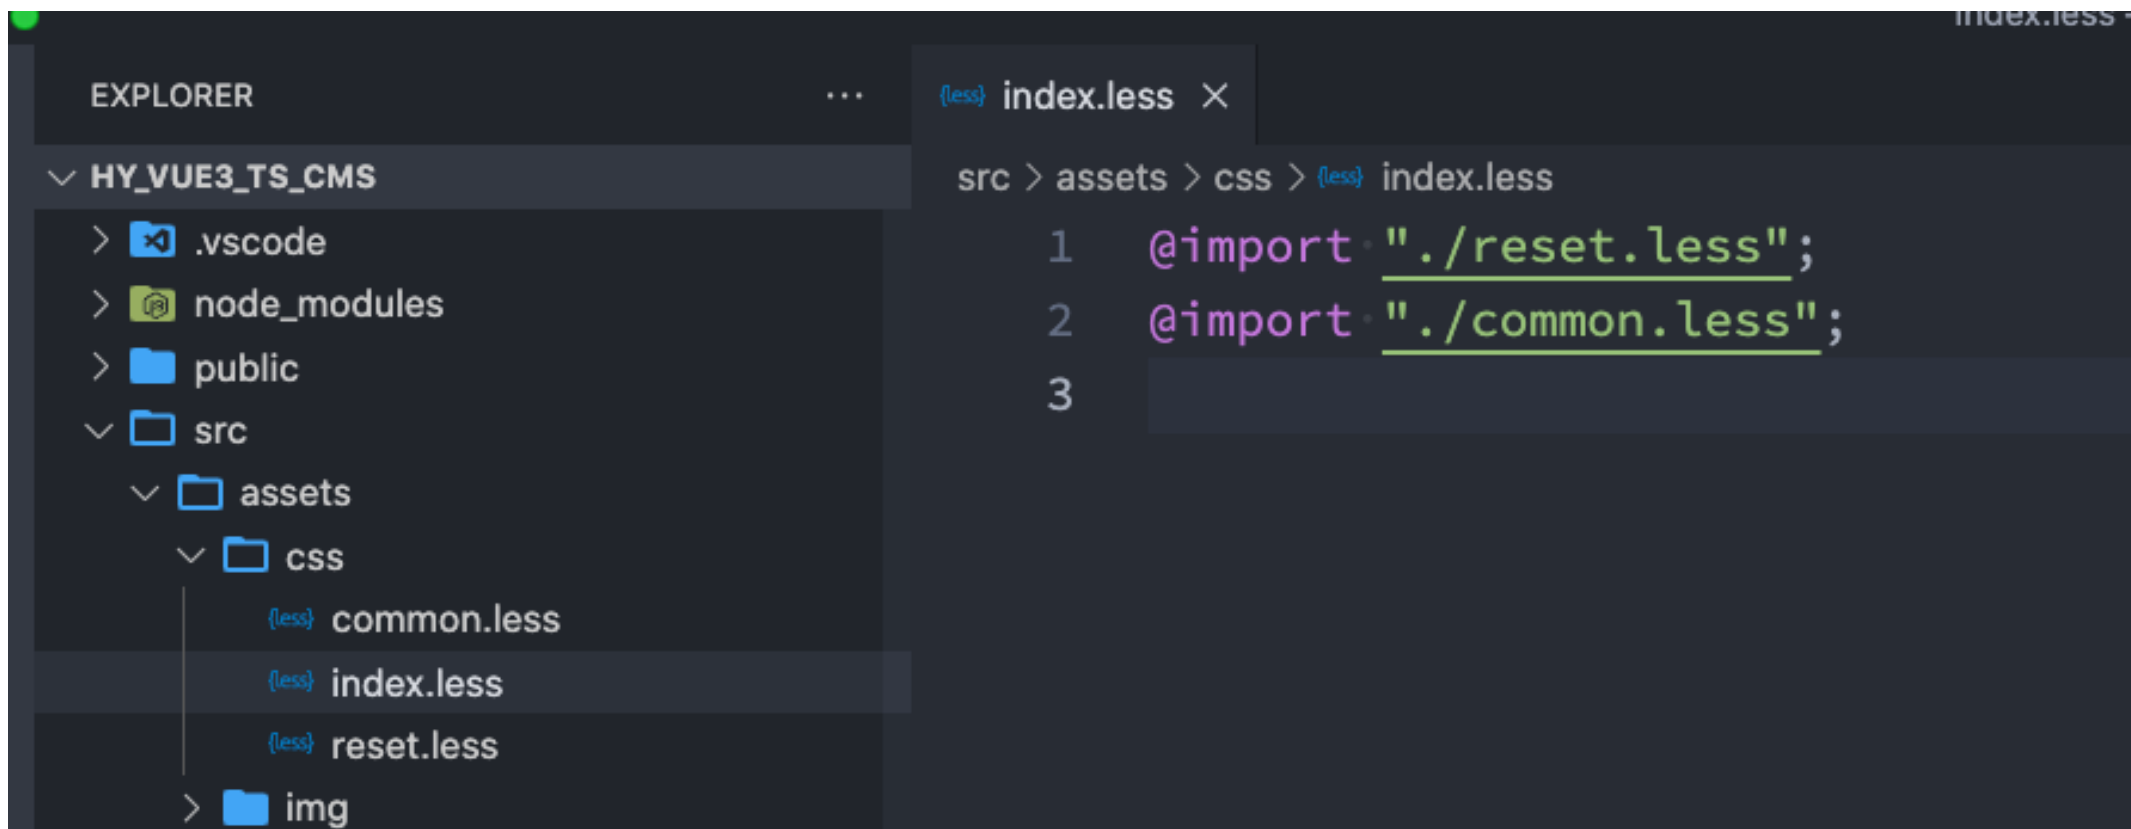 index.less -
EXPLORER ...
HY_VUE3_TS_CMS
.vscode
node_modules
public
src
assets
css
{less} common.less
{less} index.less
{less} reset.less
img
{less} index.less ×
src > assets > css > {less} index.less
1 @import "./reset.less";
2 @import "./common.less";
3